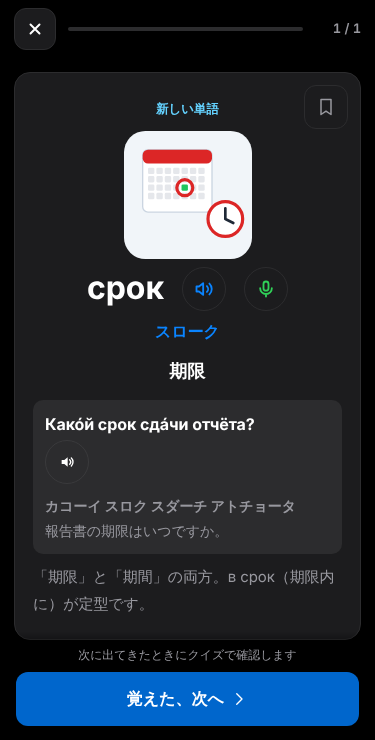 1 / 1
新しい単語
срок
スローク
期限
Како́й срок сда́чи отчёта?
カコーイ スロク スダーチ アトチョータ
報告書の期限はいつですか。
「期限」と「期間」の両方。в срок（期限内
に）が定型です。
次に出てきたときにクイズで確認します
覚えた、次へ